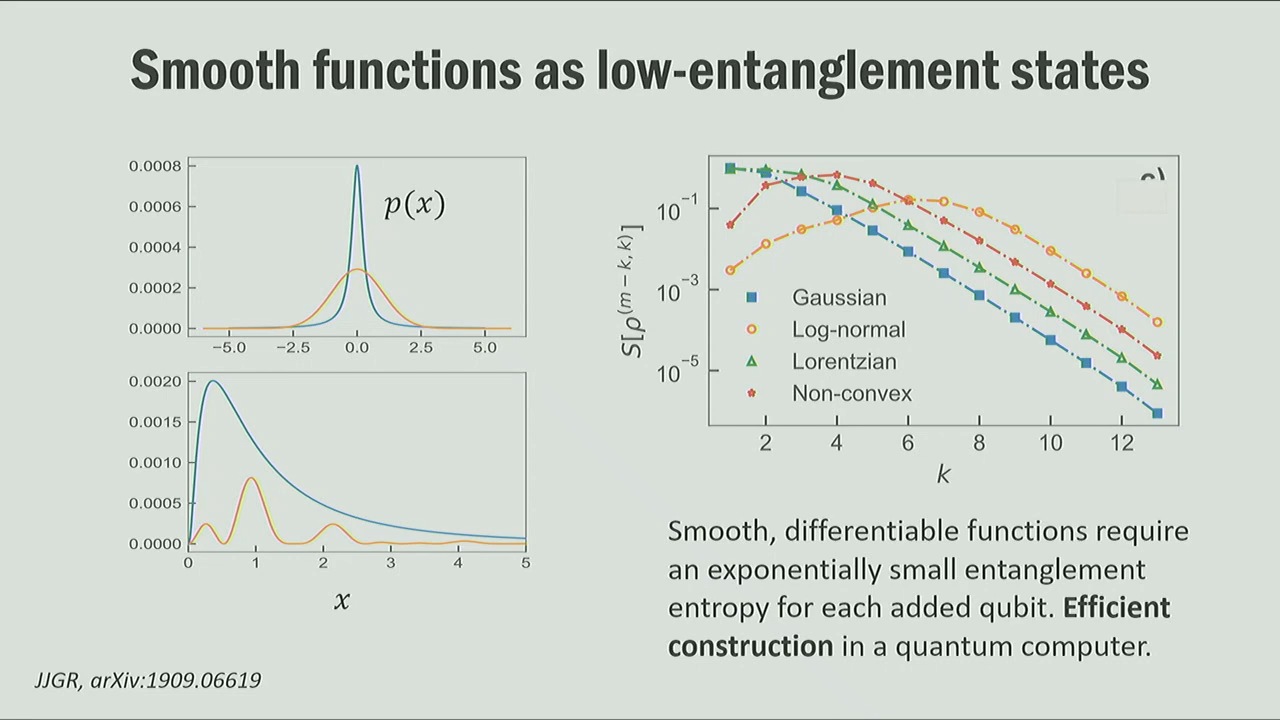 Smooth functions as low-entanglement states
0.0008
0.0006
0.0004
0.0002
0.0000
p(x)
−5.0 −2.5 0.0 2.5 5.0
0.0020
0.0015
0.0010
0.0005
0.0000
0 1 2 3 4 5
x
S[ρ^(m−k,k)]
10^−1
10^−3
10^−5
Gaussian
Log-normal
Lorentzian
Non-convex
2 4 6 8 10 12
k
Smooth, differentiable functions require
an exponentially small entanglement
entropy for each added qubit. Efficient
construction in a quantum computer.
JJGR, arXiv:1909.06619